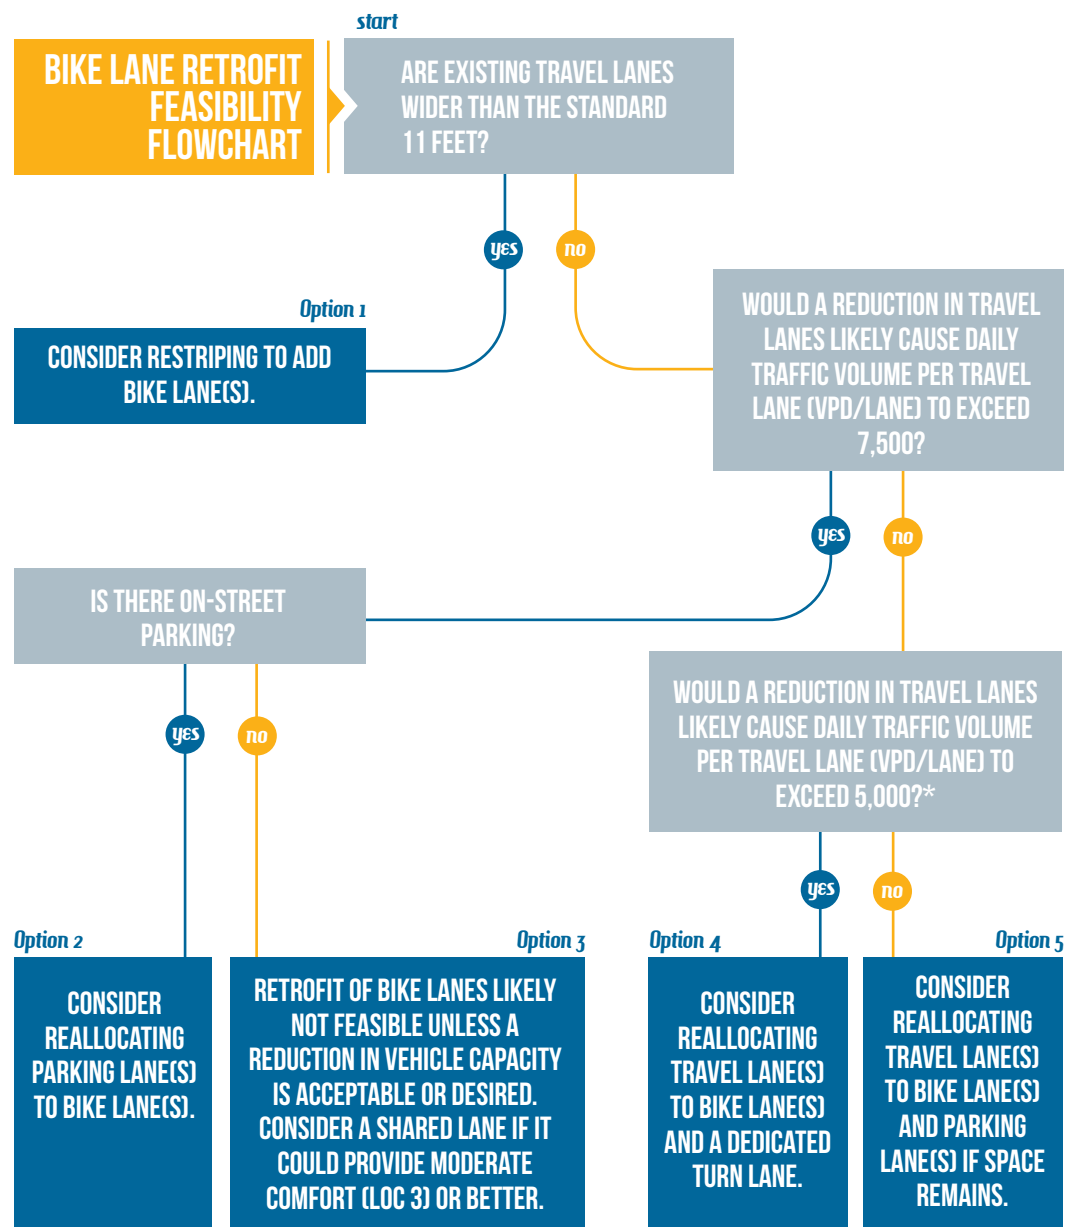 start
BIKE LANE RETROFIT
FEASIBILITY
FLOWCHART
ARE EXISTING TRAVEL LANES
WIDER THAN THE STANDARD
11 FEET?
yes
no
Option 1
CONSIDER RESTRIPING TO ADD
BIKE LANE(S).
WOULD A REDUCTION IN TRAVEL
LANES LIKELY CAUSE DAILY
TRAFFIC VOLUME PER TRAVEL
LANE (VPD/LANE) TO EXCEED
7,500?
yes
no
IS THERE ON-STREET
PARKING?
yes
no
WOULD A REDUCTION IN TRAVEL LANES
LIKELY CAUSE DAILY TRAFFIC VOLUME
PER TRAVEL LANE (VPD/LANE) TO
EXCEED 5,000?*
yes
no
Option 2
CONSIDER
REALLOCATING
PARKING LANE(S)
TO BIKE LANE(S).
Option 3
RETROFIT OF BIKE LANES LIKELY
NOT FEASIBLE UNLESS A
REDUCTION IN VEHICLE CAPACITY
IS ACCEPTABLE OR DESIRED.
CONSIDER A SHARED LANE IF IT
COULD PROVIDE MODERATE
COMFORT (LOC 3) OR BETTER.
Option 4
CONSIDER
REALLOCATING
TRAVEL LANE(S)
TO BIKE LANE(S)
AND A DEDICATED
TURN LANE.
Option 5
CONSIDER
REALLOCATING
TRAVEL LANE(S)
TO BIKE LANE(S)
AND PARKING
LANE(S) IF SPACE
REMAINS.